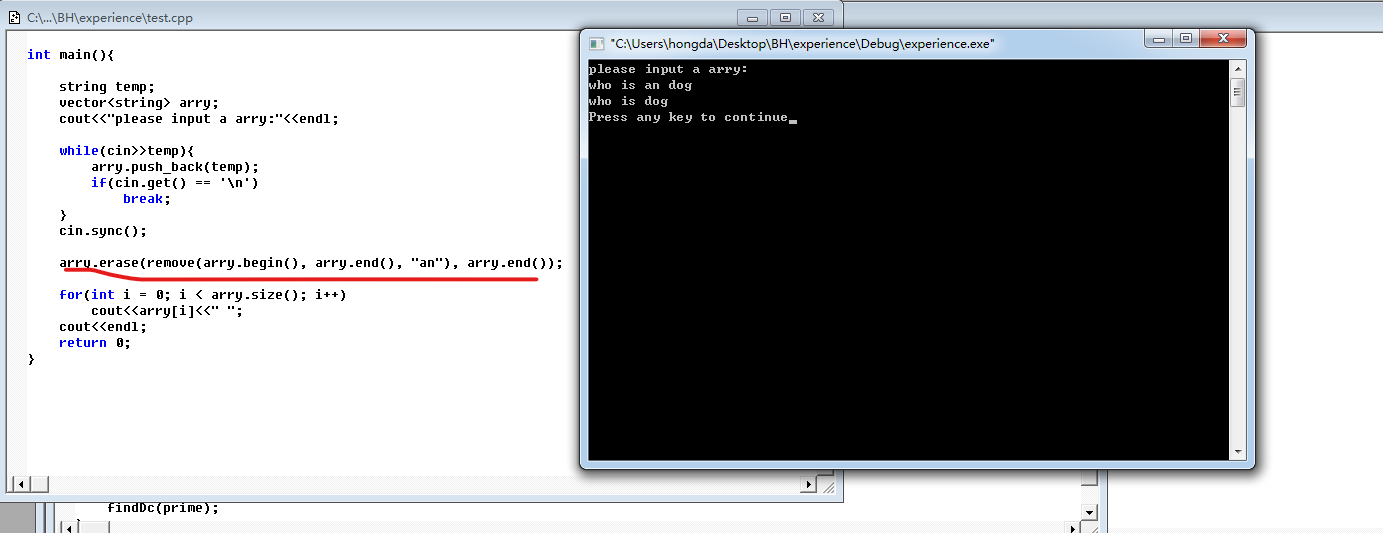 C:\...\BH\experience\test.cpp
int main(){
string temp;
vector<string> arry;
cout<<"please input a arry:"<<endl;
while(cin>>temp){
arry.push_back(temp);
if(cin.get() == '\n')
break;
}
cin.sync();
arry.erase(remove(arry.begin(), arry.end(), "an"), arry.end());
for(int i = 0; i < arry.size(); i++)
cout<<arry[i]<<" ";
cout<<endl;
return 0;
}
"C:\Users\hongda\Desktop\BH\experience\Debug\experience.exe"
please input a arry:
who is an dog
who is dog
Press any key to continue_
findDc(prime);